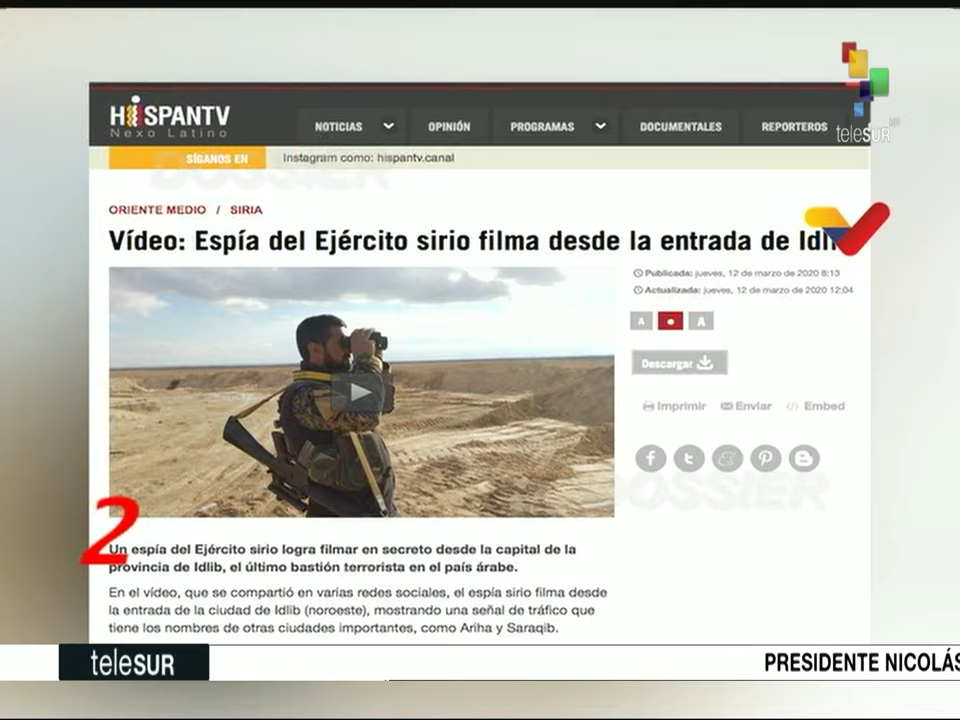 HISPANTV
Nexo Latino
NOTICIAS OPINIÓN PROGRAMAS DOCUMENTALES REPORTEROS
teleSUR HD
SÍGANOS EN Instagram como: hispantv.canal
DOSSIER
ORIENTE MEDIO / SIRIA
Vídeo: Espía del Ejército sirio filma desde la entrada de Idli
Publicada: jueves, 12 de marzo de 2020 8:13
Actualizada: jueves, 12 de marzo de 2020 12:04
A A
Descargar
Imprimir Enviar Embed
DOSSIER
2
Un espía del Ejército sirio logra filmar en secreto desde la capital de la
provincia de Idlib, el último bastión terrorista en el país árabe.
En el vídeo, que se compartió en varias redes sociales, el espía sirio filma desde
la entrada de la ciudad de Idlib (noroeste), mostrando una señal de tráfico que
tiene los nombres de otras ciudades importantes, como Ariha y Saraqib.
teleSUR PRESIDENTE NICOLÁS